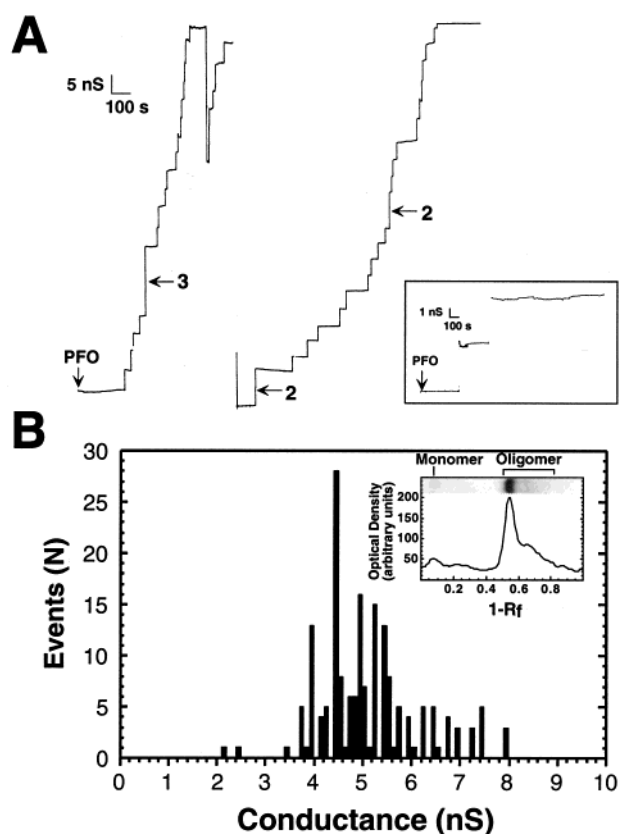 A
5 nS
100 s
PFO
3
2
2
1 nS
100 s
PFO
B
30
25
20
15
10
5
0
Events (N)
0 1 2 3 4 5 6 7 8 9 10
Conductance (nS)
Monomer Oligomer
Optical Density
(arbitrary units)
200
150
100
50
0.2 0.4 0.6 0.8
1-Rf